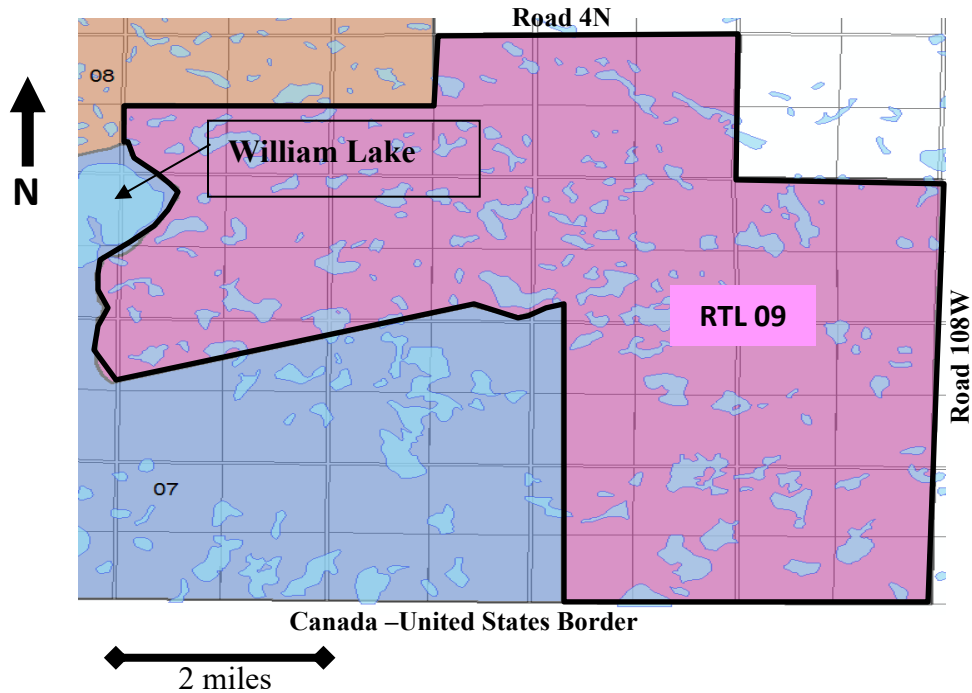 Road 4N
08
William Lake
N
RTL 09
Road 108W
07
Canada –United States Border
2 miles